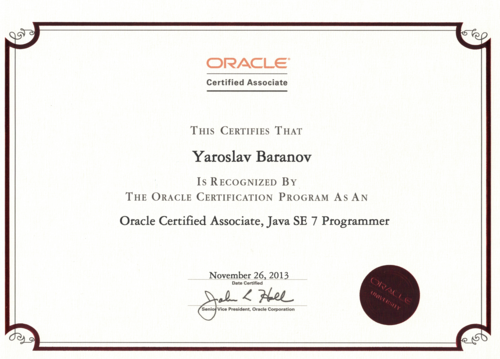 ORACLE
Certified Associate
THIS CERTIFIES THAT
Yaroslav Baranov
IS RECOGNIZED BY
THE ORACLE CERTIFICATION PROGRAM AS AN
Oracle Certified Associate, Java SE 7 Programmer
November 26, 2013
Date Certified
John L Hall
Senior Vice President, Oracle Corporation
ORACLE
UNIVERSITY